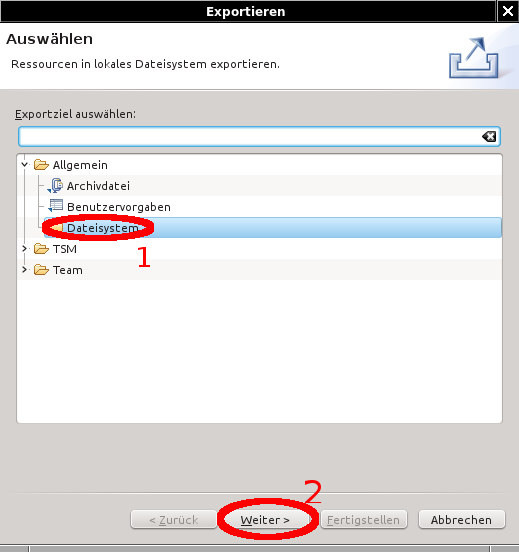 Exportieren
Auswählen
Ressourcen in lokales Dateisystem exportieren.
Exportziel auswählen:
Allgemein
Archivdatei
Benutzervorgaben
Dateisystem
1
TSM
Team
2
< Zurück Weiter > Fertigstellen Abbrechen